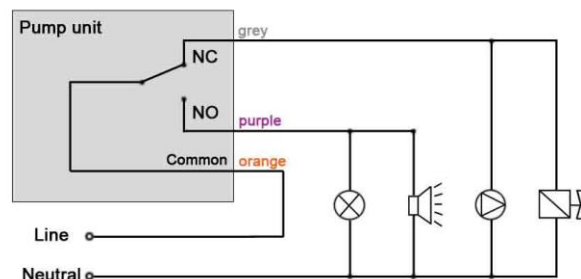 Pump unit
grey
NC
NO
purple
Common
orange
Line
Neutral